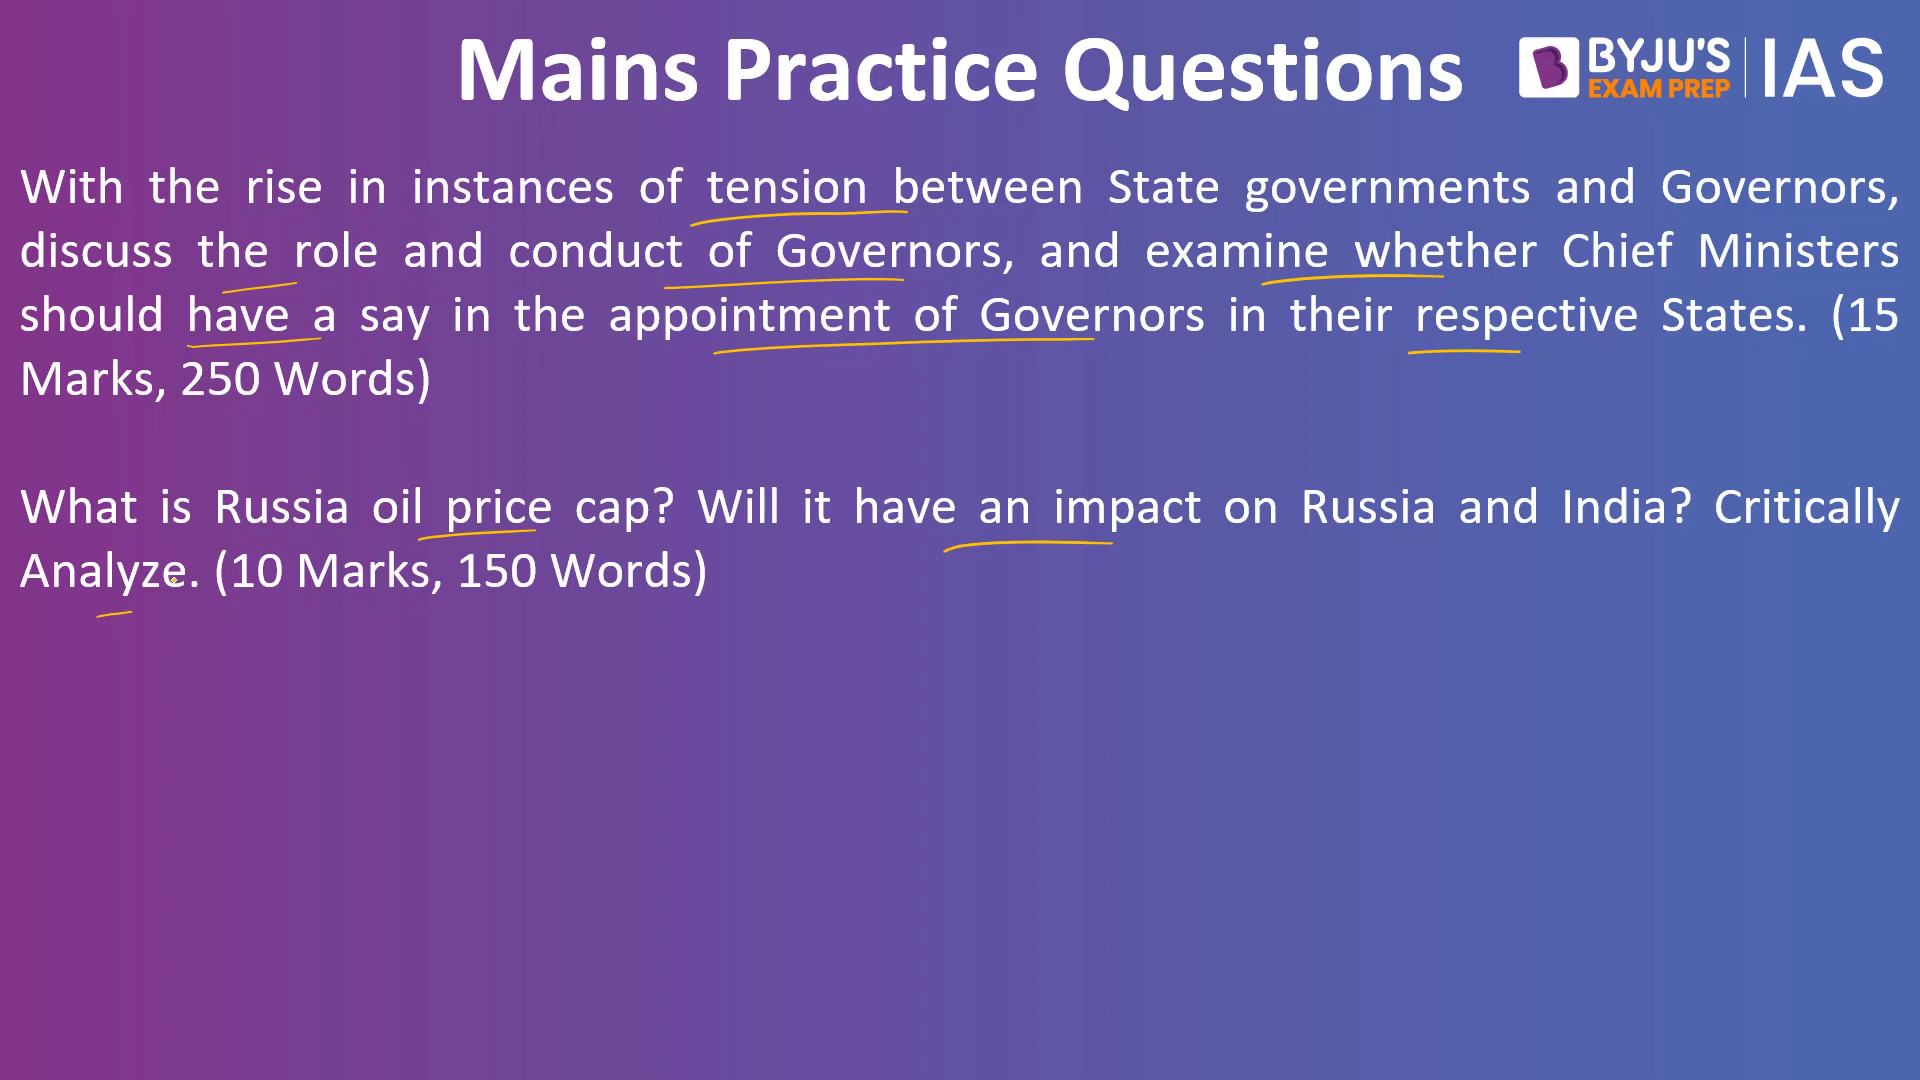 Mains Practice Questions
BYJU'S
EXAM PREP
IAS
With the rise in instances of tension between State governments and Governors,
discuss the role and conduct of Governors, and examine whether Chief Ministers
should have a say in the appointment of Governors in their respective States. (15
Marks, 250 Words)
What is Russia oil price cap? Will it have an impact on Russia and India? Critically
Analyze. (10 Marks, 150 Words)